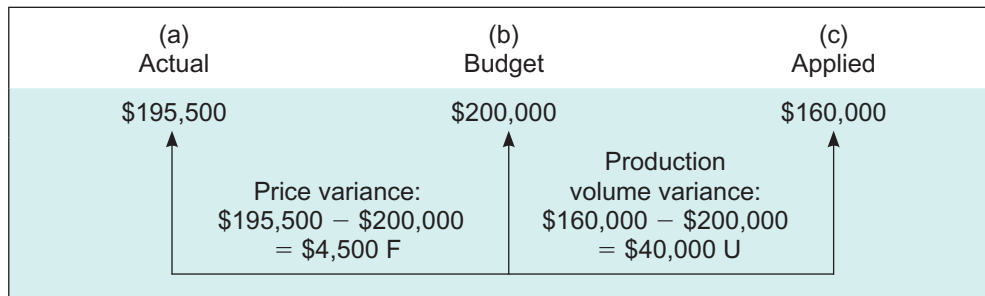 (a) (b) (c)
Actual Budget Applied
$195,500 $200,000 $160,000
Price variance:
$195,500 − $200,000
= $4,500 F
Production
volume variance:
$160,000 − $200,000
= $40,000 U